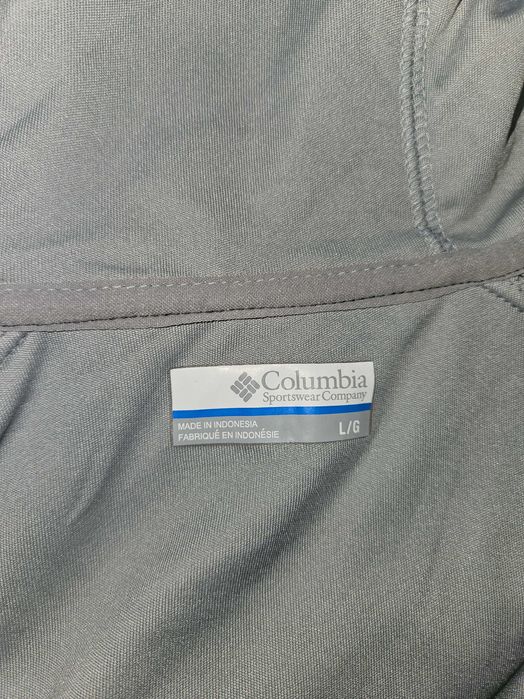 Columbia
Sportswear Company
MADE IN INDONESIA
FABRIQUÉ EN INDONÉSIE
L/G